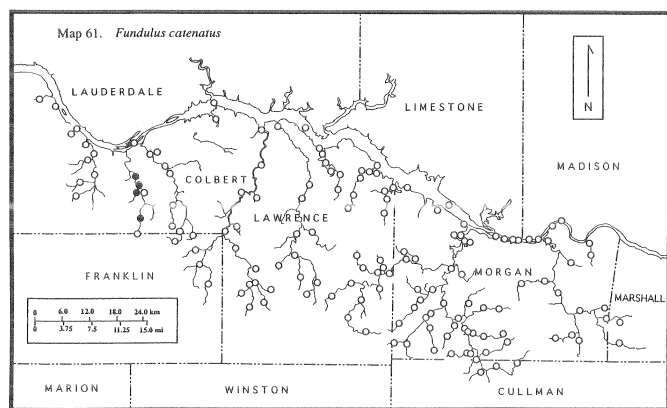 Map 61. Fundulus catenatus
LAUDERDALE
LIMESTONE
N
MADISON
COLBERT
LAWRENCE
FRANKLIN
MORGAN
MARSHALL
0 6.0 12.0 18.0 24.0 km
0 3.75 7.5 11.25 15.0 mi
MARION
WINSTON
CULLMAN